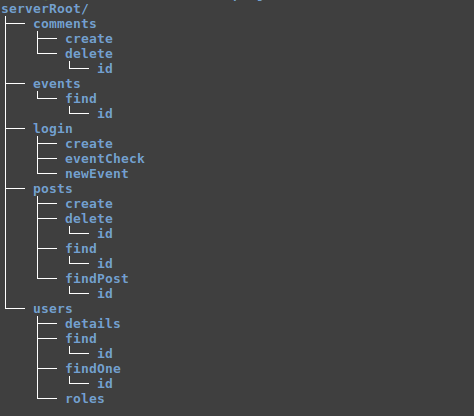 serverRoot/
comments
create
delete
id
events
find
id
login
create
eventCheck
newEvent
posts
create
delete
id
find
id
findPost
id
users
details
find
id
findOne
id
roles